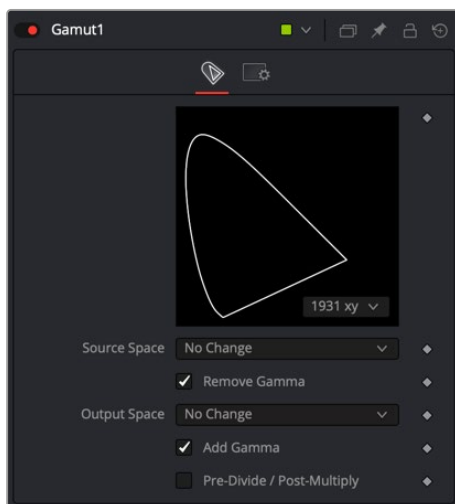 Gamut1
1931 xy
Source Space No Change
Remove Gamma
Output Space No Change
Add Gamma
Pre-Divide / Post-Multiply